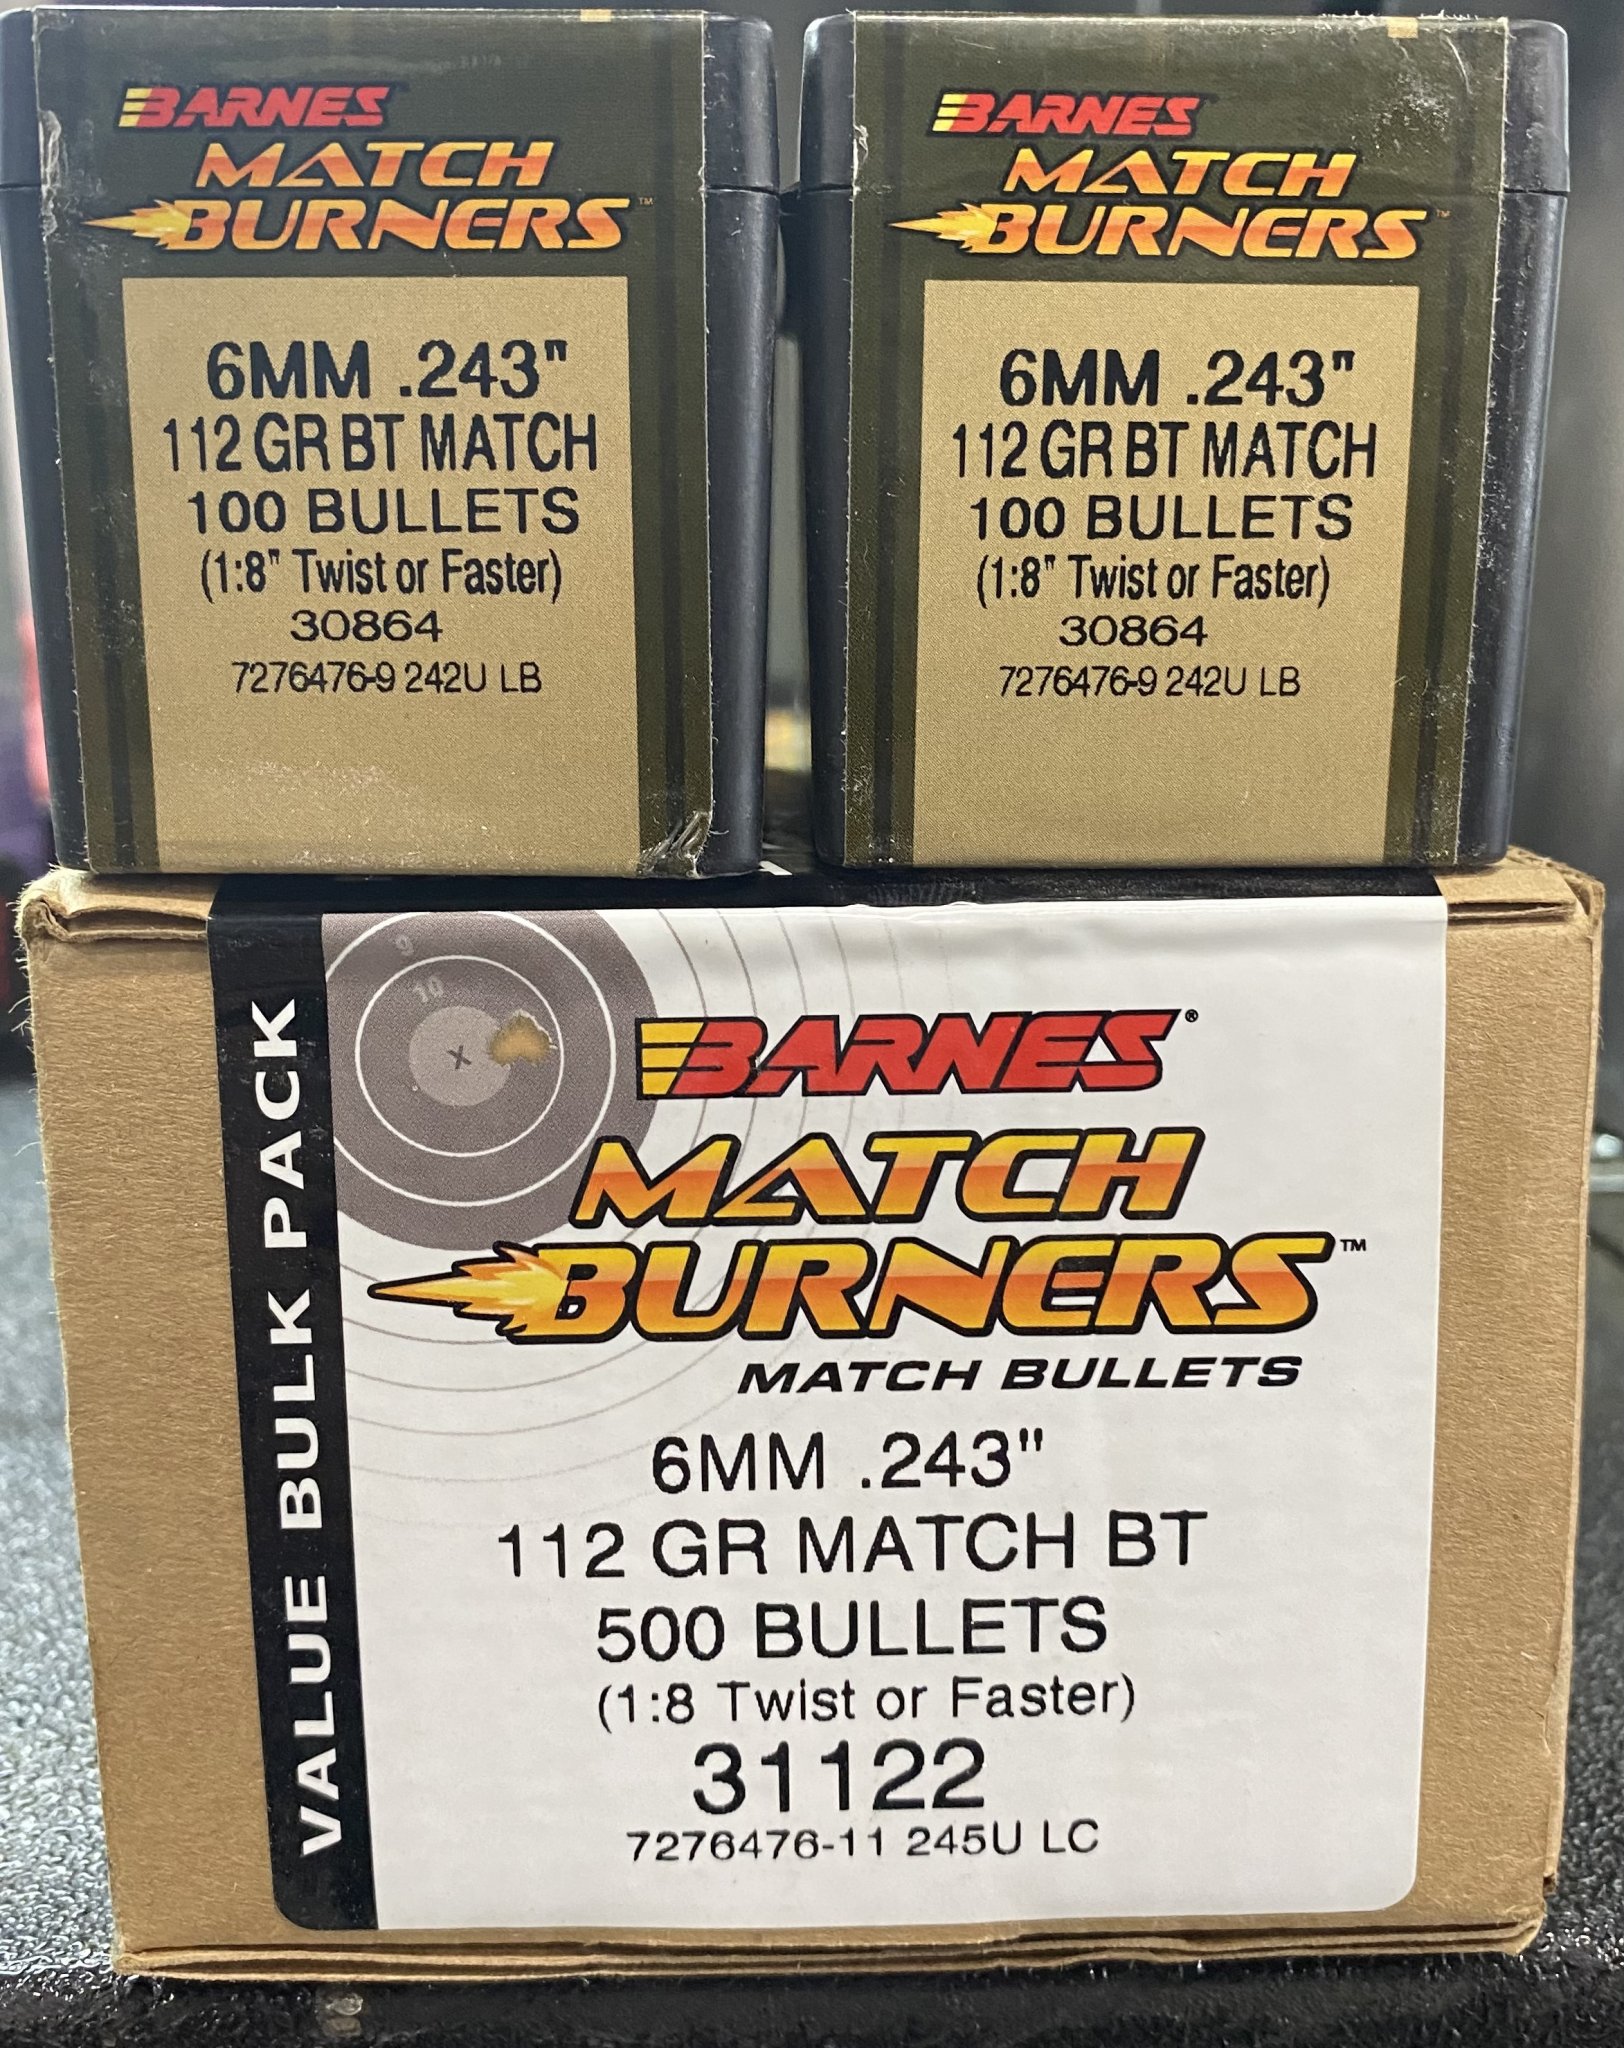 BARNES
MATCH
BURNERS™
6MM .243"
112 GR BT MATCH
100 BULLETS
(1:8" Twist or Faster)
30864
7276476-9 242U LB
BARNES
MATCH
BURNERS™
6MM .243"
112 GR BT MATCH
100 BULLETS
(1:8" Twist or Faster)
30864
7276476-9 242U LB
VALUE BULK PACK
9
10
X
BARNES®
MATCH
BURNERS™
MATCH BULLETS
6MM .243"
112 GR MATCH BT
500 BULLETS
(1:8 Twist or Faster)
31122
7276476-11 245U LC